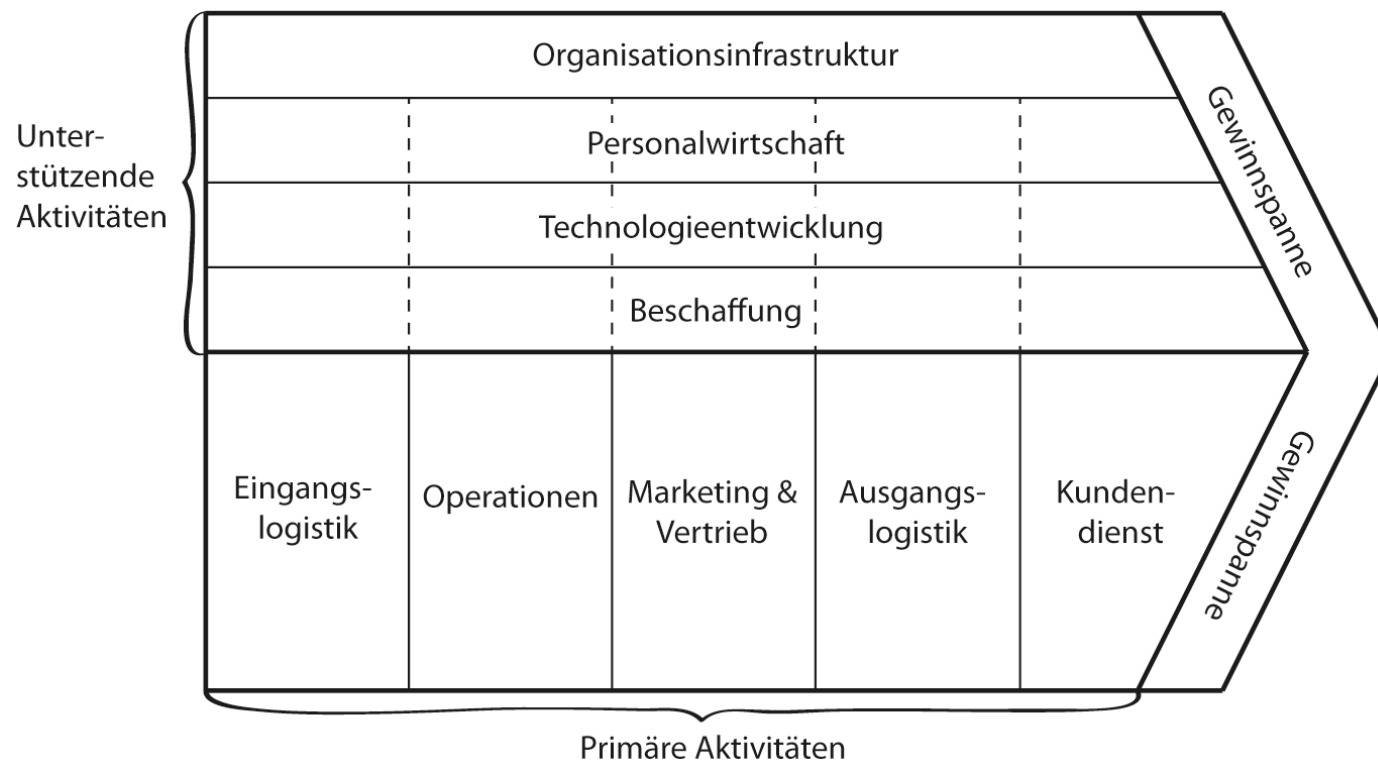 Organisationsinfrastruktur
Unter-
stützende
Aktivitäten
Personalwirtschaft
Technologieentwicklung
Beschaffung
Gewinnspanne
Eingangs-
logistik
Operationen
Marketing &
Vertrieb
Ausgangs-
logistik
Kunden-
dienst
Gewinnspanne
Primäre Aktivitäten